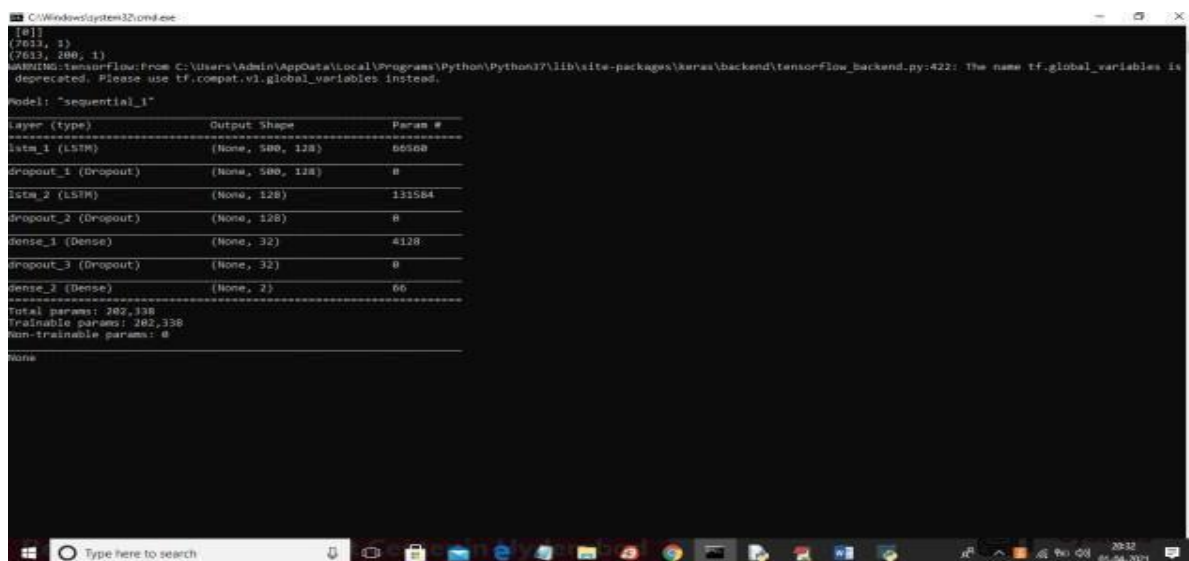 C:\Windows\system32\cmd.exe
[0]]
(7613, 1)
(7613, 200, 1)
WARNING:tensorflow:From C:\Users\Admin\AppData\Local\Programs\Python\Python37\lib\site-packages\keras\backend\tensorflow_backend.py:422: The name tf.global_variables is
deprecated. Please use tf.compat.v1.global_variables instead.
Model: "sequential_1"
Layer (type) Output Shape Param #
lstm_1 (LSTM) (None, 500, 128) 66560
dropout_1 (Dropout) (None, 500, 128) 0
lstm_2 (LSTM) (None, 128) 131584
dropout_2 (Dropout) (None, 128) 0
dense_1 (Dense) (None, 32) 4128
dropout_3 (Dropout) (None, 32) 0
dense_2 (Dense) (None, 2) 66
Total params: 202,338
Trainable params: 202,338
Non-trainable params: 0
None
Type here to search
20:32
01-04-2021